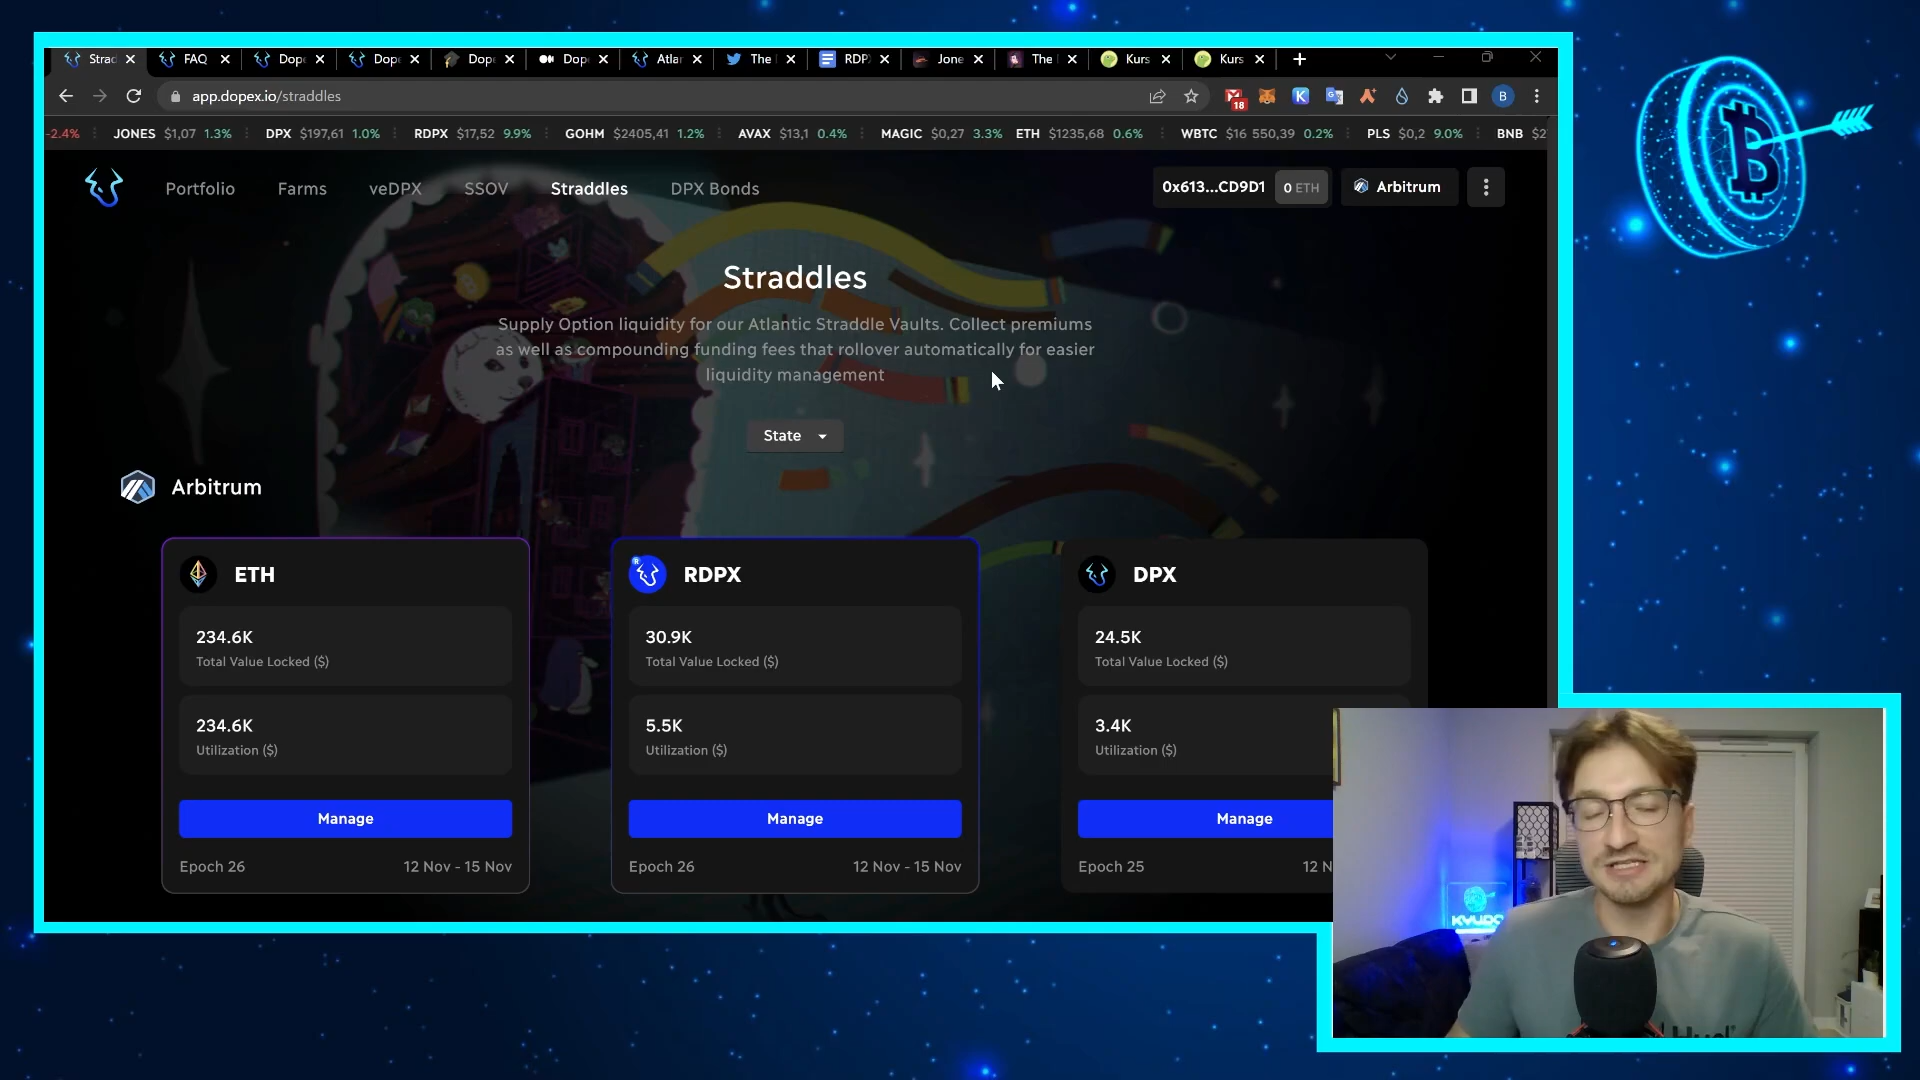 Strad
FAQ
Dope
Dope
Dope
Dop
Atlar
The
RDP
Jone
The
Kurs
Kurs
app.dopex.io/straddles
18
B
-2.4%
JONES $1,07 1.3%
DPX $197,61 1.0%
RDPX $17,52 9.9%
GOHM $2405,41 1.2%
AVAX $13,1 0.4%
MAGIC $0,27 3.3%
ETH $1235,68 0.6%
WBTC $16 550,39 0.2%
PLS $0,2 9.0%
BNB $2
Portfolio
Farms
veDPX
SSOV
Straddles
DPX Bonds
0x613...CD9D1
0 ETH
Arbitrum
Straddles
Supply Option liquidity for our Atlantic Straddle Vaults. Collect premiums
as well as compounding funding fees that rollover automatically for easier
liquidity management
State
Arbitrum
ETH
234.6K
Total Value Locked ($)
234.6K
Utilization ($)
Manage
Epoch 26
12 Nov - 15 Nov
RDPX
30.9K
Total Value Locked ($)
5.5K
Utilization ($)
Manage
Epoch 26
12 Nov - 15 Nov
DPX
24.5K
Total Value Locked ($)
3.4K
Utilization ($)
Manage
Epoch 25
12 N
KYUDO